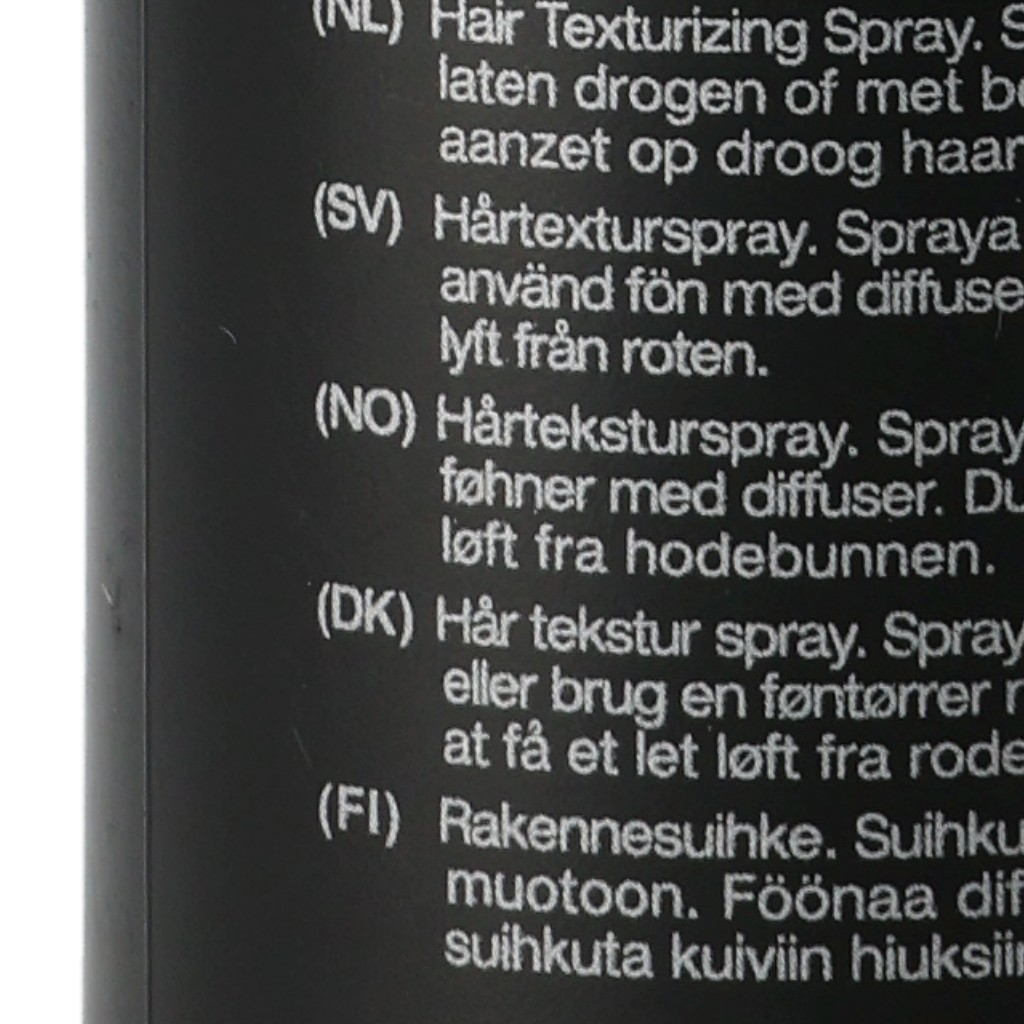 (NL) Hair Texturizing Spray.
laten drogen of met
aanzet op droog haar
(SV) Hårtexturspray. Spraya
använd fön med
lyft från roten.
(NO) Hårtekstursspray.
føhner med diffuser.
løft fra hodebunnen.
(DK) Hår tekstur spray.
eller brug en føntørrer
at få et let løft fra
(FI) Rakennesuihke.
muotoon. Föönaa
suihkuta kuiviin